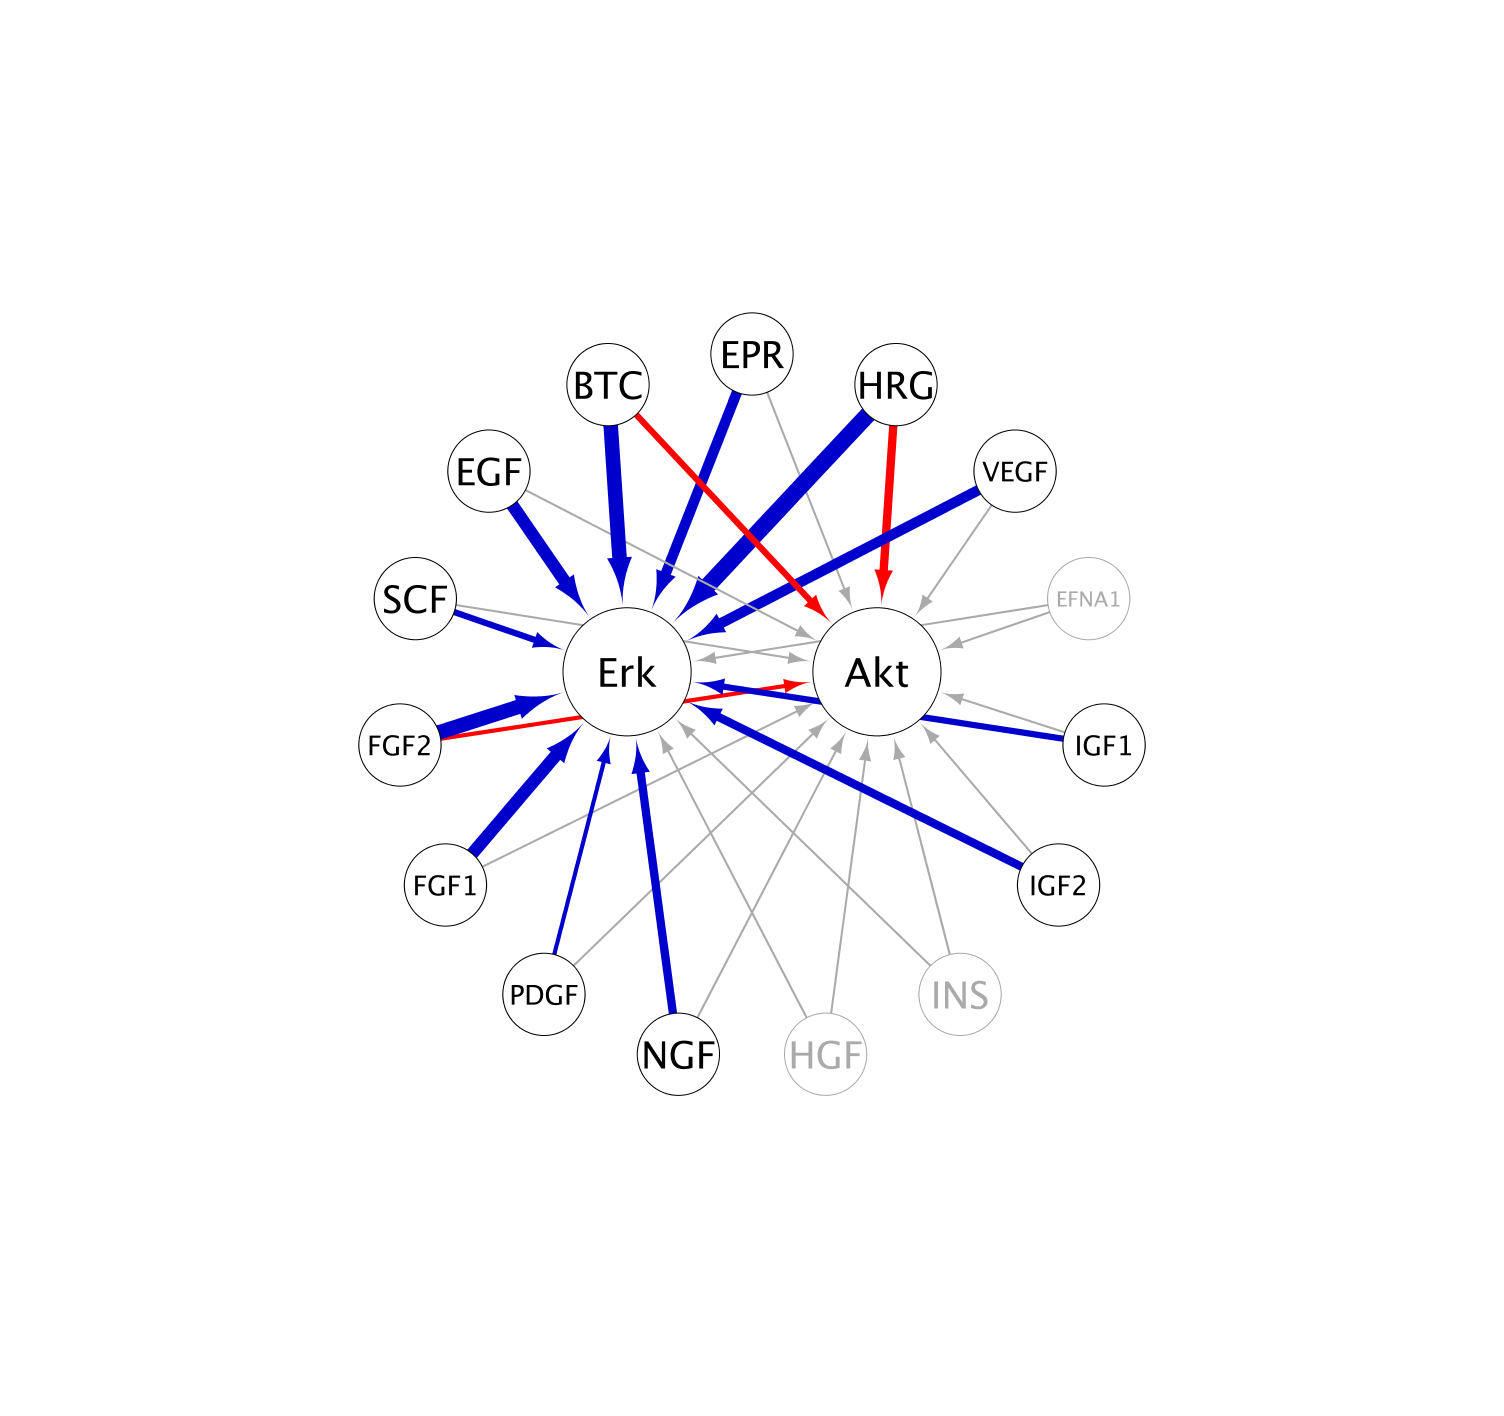 EPR
BTC
HRG
EGF
VEGF
SCF
EFNA1
Erk
Akt
FGF2
IGF1
FGF1
IGF2
PDGF
INS
NGF
HGF